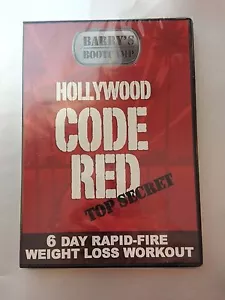 BARRY'S
BOOTCAMP
HOLLYWOOD
CODE
RED
TOP SECRET
6 DAY RAPID-FIRE
WEIGHT LOSS WORKOUT